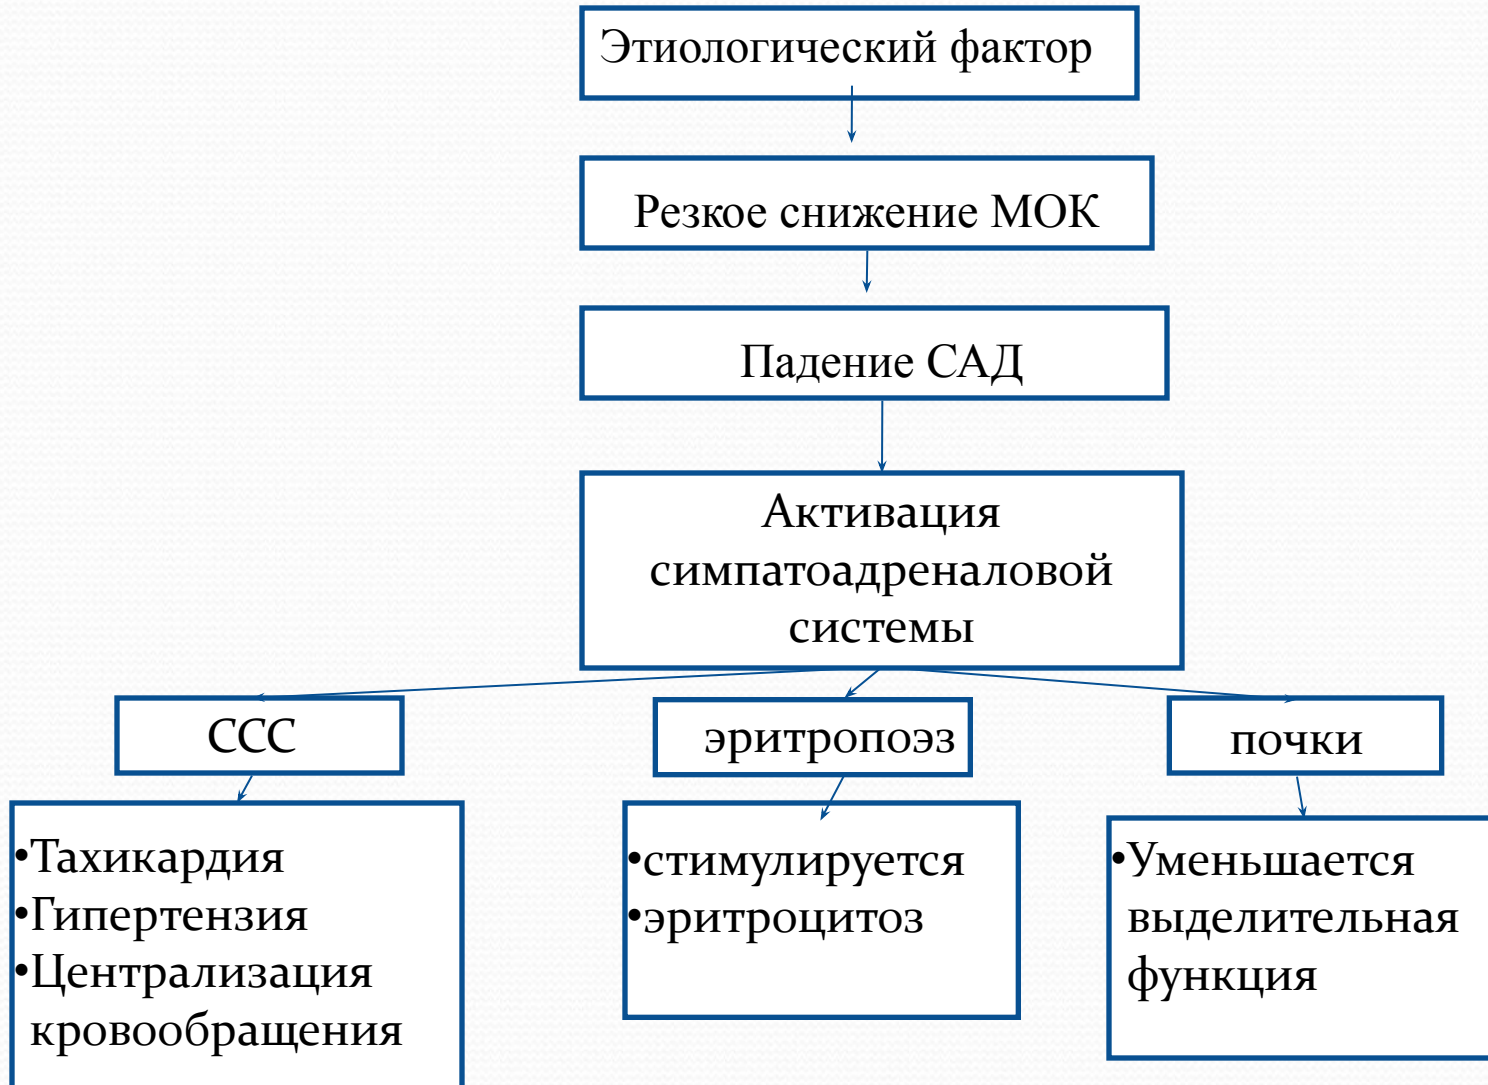 Этиологический фактор
Резкое снижение МОК
Падение САД
Активация
симпатоадреналовой
системы
ССС
эритропоэз
почки
•Тахикардия
•Гипертензия
•Централизация
кровообращения
•стимулируется
•эритроцитоз
•Уменьшается
выделительная
функция